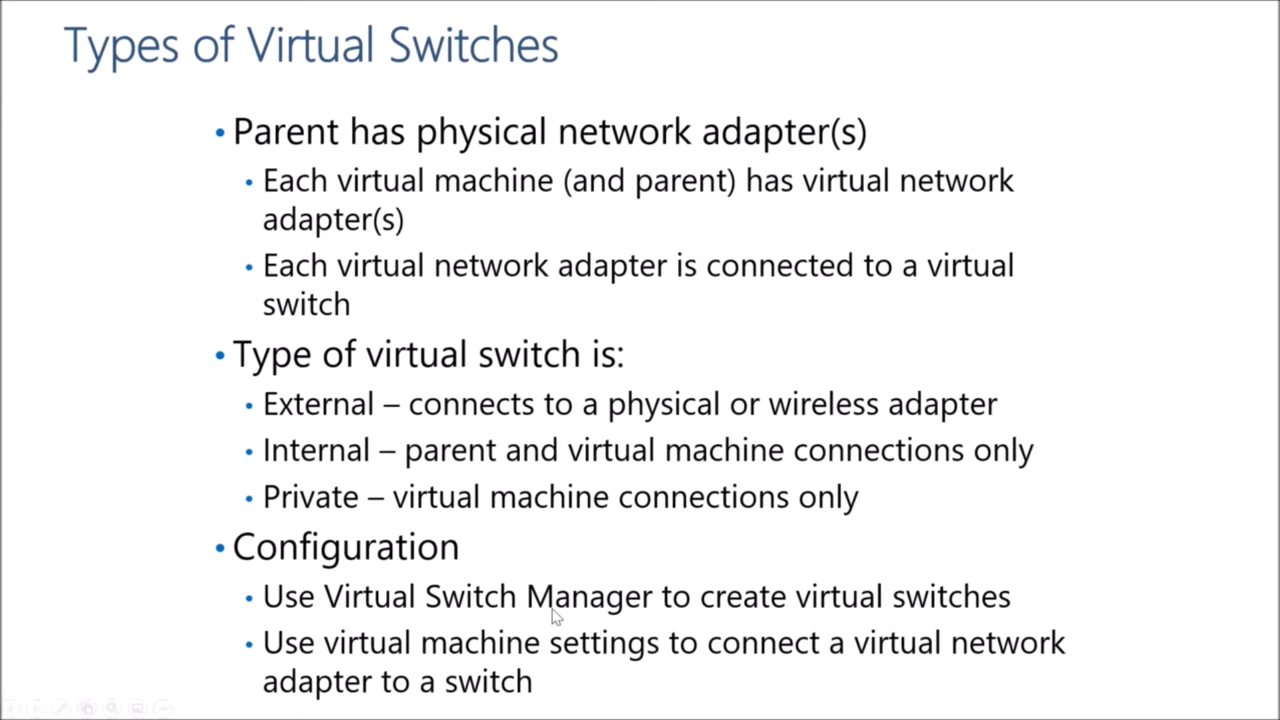 Types of Virtual Switches
• Parent has physical network adapter(s)
• Each virtual machine (and parent) has virtual network
adapter(s)
• Each virtual network adapter is connected to a virtual
switch
• Type of virtual switch is:
• External – connects to a physical or wireless adapter
• Internal – parent and virtual machine connections only
• Private – virtual machine connections only
• Configuration
• Use Virtual Switch Manager to create virtual switches
• Use virtual machine settings to connect a virtual network
adapter to a switch